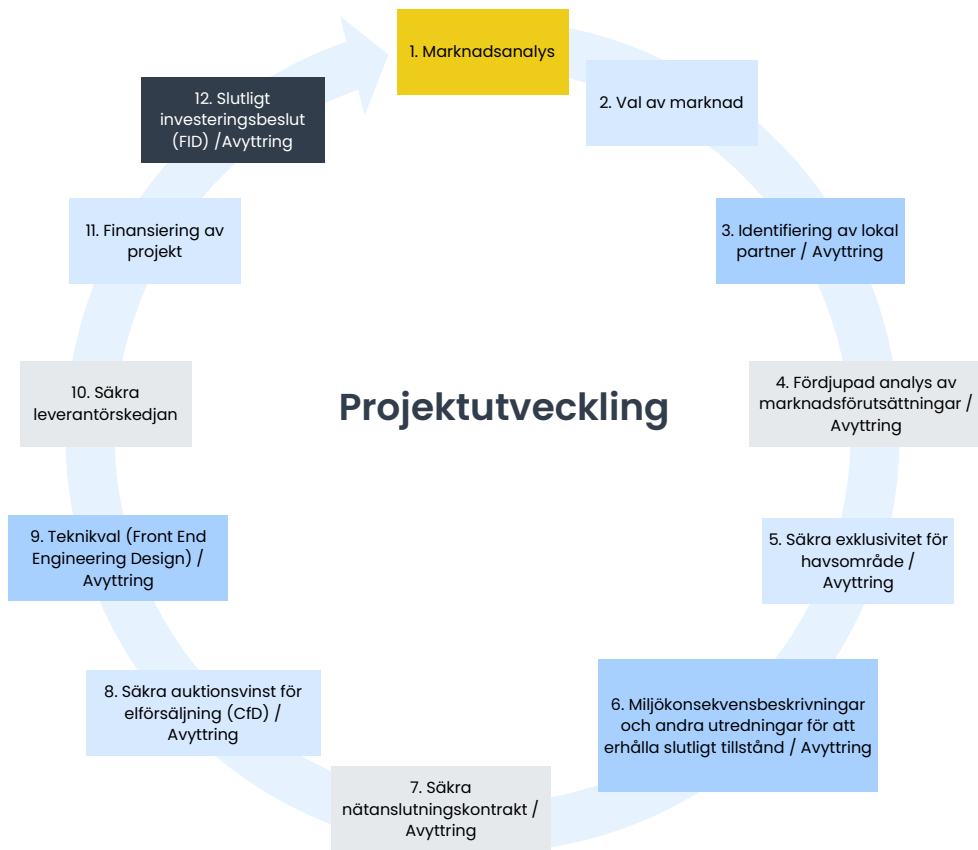 1. Marknadsanalys
2. Val av marknad
3. Identifiering av lokal
partner / Avyttring
4. Fördjupad analys av
marknadsförutsättningar /
Avyttring
5. Säkra exklusivitet för
havsområde /
Avyttring
6. Miljökonsekvensbeskrivningar
och andra utredningar för att
erhålla slutligt tillstånd / Avyttring
7. Säkra
nätanslutningskontrakt /
Avyttring
8. Säkra auktionsvinst för
elförsäljning (CfD) /
Avyttring
9. Teknikval (Front End
Engineering Design) /
Avyttring
10. Säkra
leverantörskedjan
11. Finansiering av
projekt
12. Slutligt
investeringsbeslut
(FID) /Avyttring
Projektutveckling